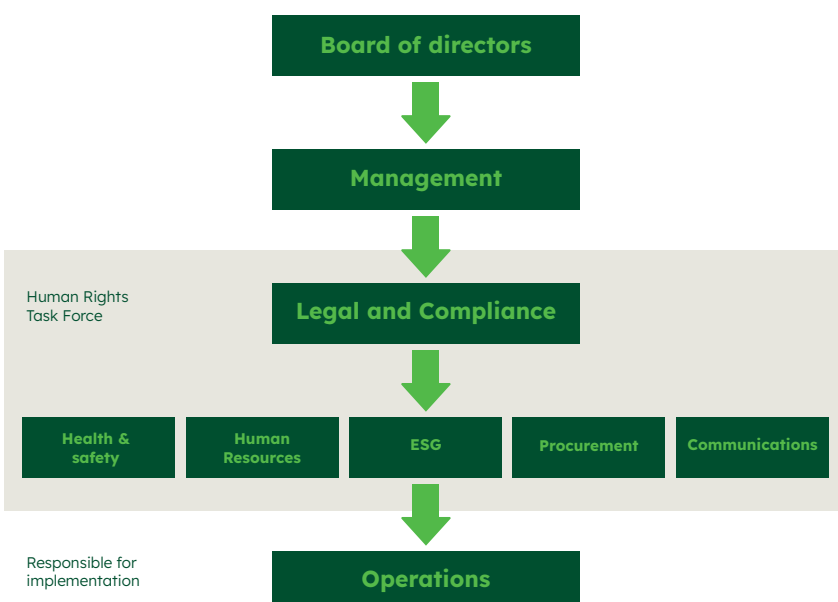 Board of directors
Management
Human Rights
Task Force
Legal and Compliance
Health &
safety
Human
Resources
ESG
Procurement
Communications
Responsible for
implementation
Operations